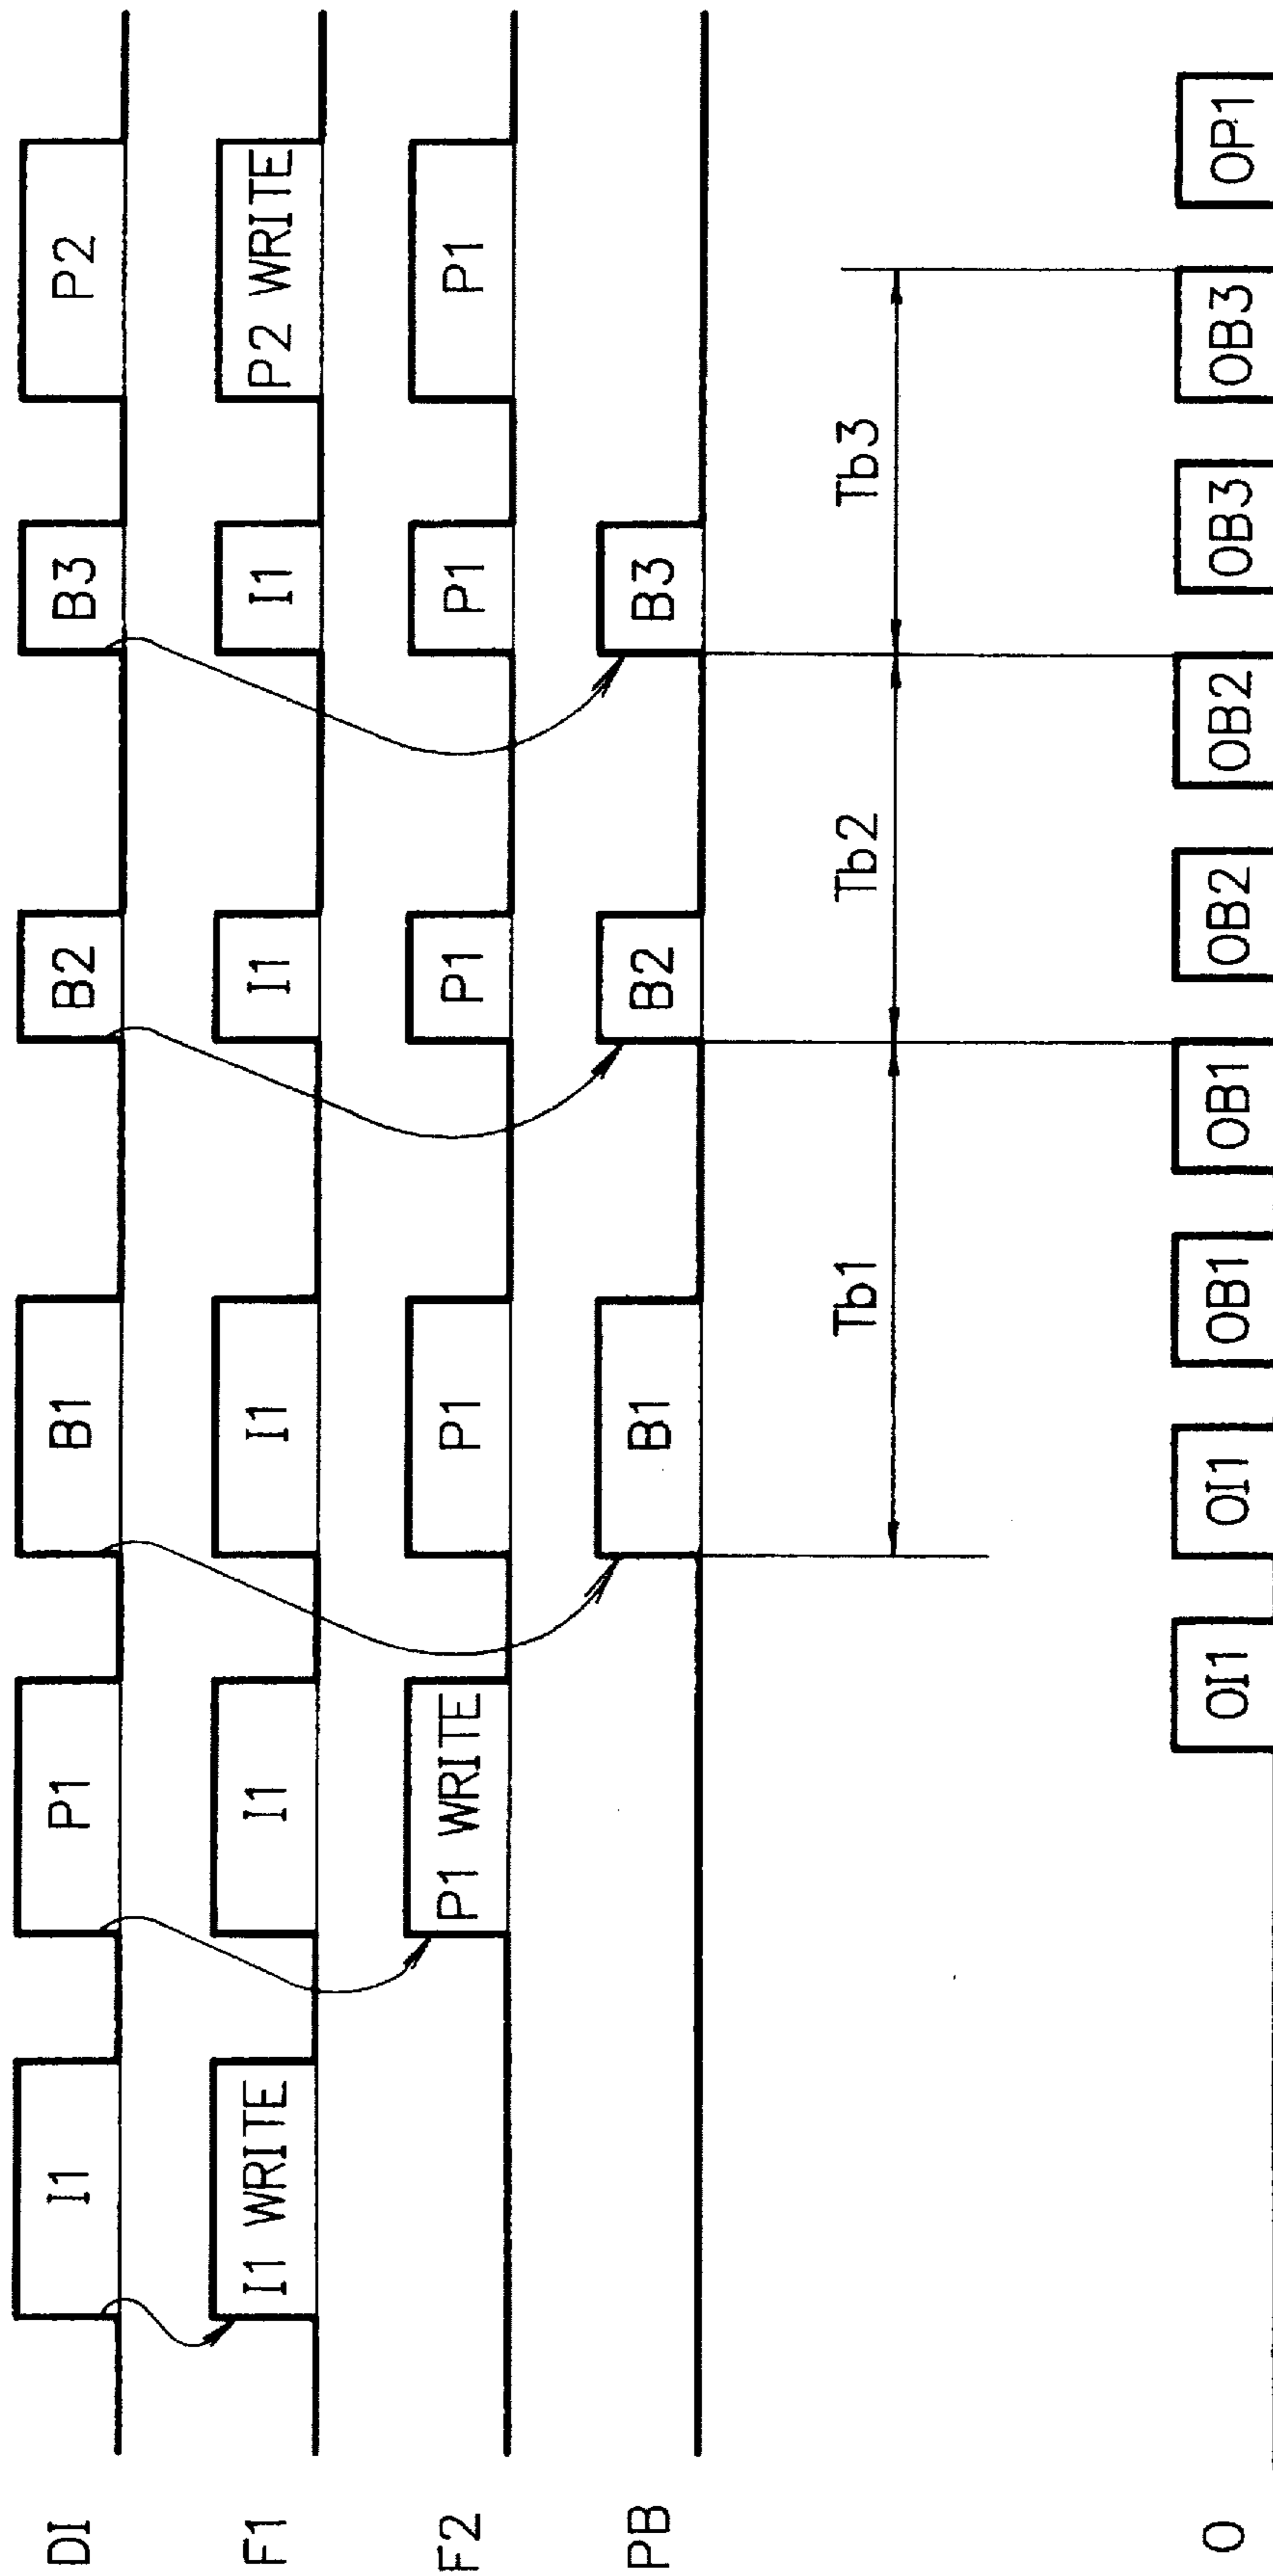 DI I1 P1 B1 B2 B3 P2
F1 I1 WRITE I1 I1 I1 I1 P2 WRITE
F2 P1 WRITE P1 P1 P1 P1
PB B1 B2 B3
Tb1 Tb2 Tb3
O OI1 OI1 OB1 OB1 OB2 OB2 OB3 OB3 OP1